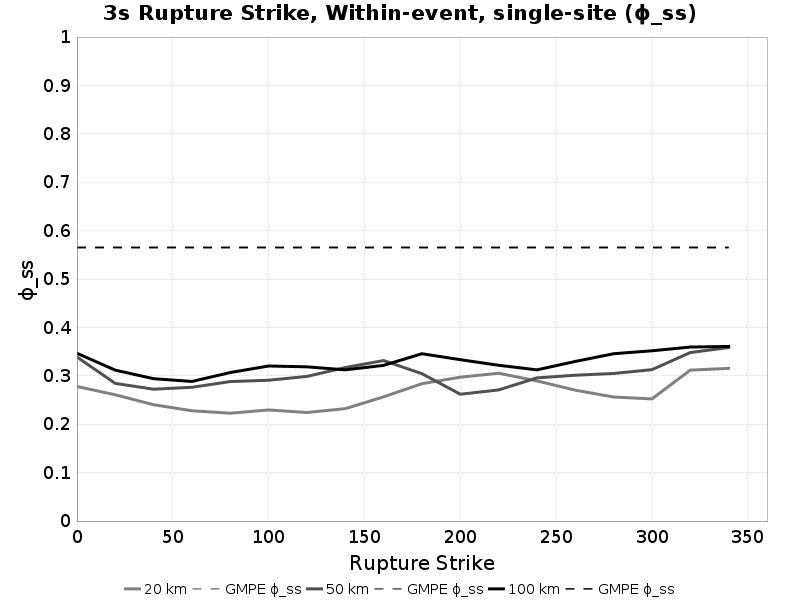 3s Rupture Strike, Within-event, single-site (ϕ_ss)
1
0.9
0.8
0.7
0.6
0.5
0.4
0.3
0.2
0.1
0
ϕ_ss
0 50 100 150 200 250 300 350
Rupture Strike
20 km GMPE ϕ_ss 50 km GMPE ϕ_ss 100 km GMPE ϕ_ss